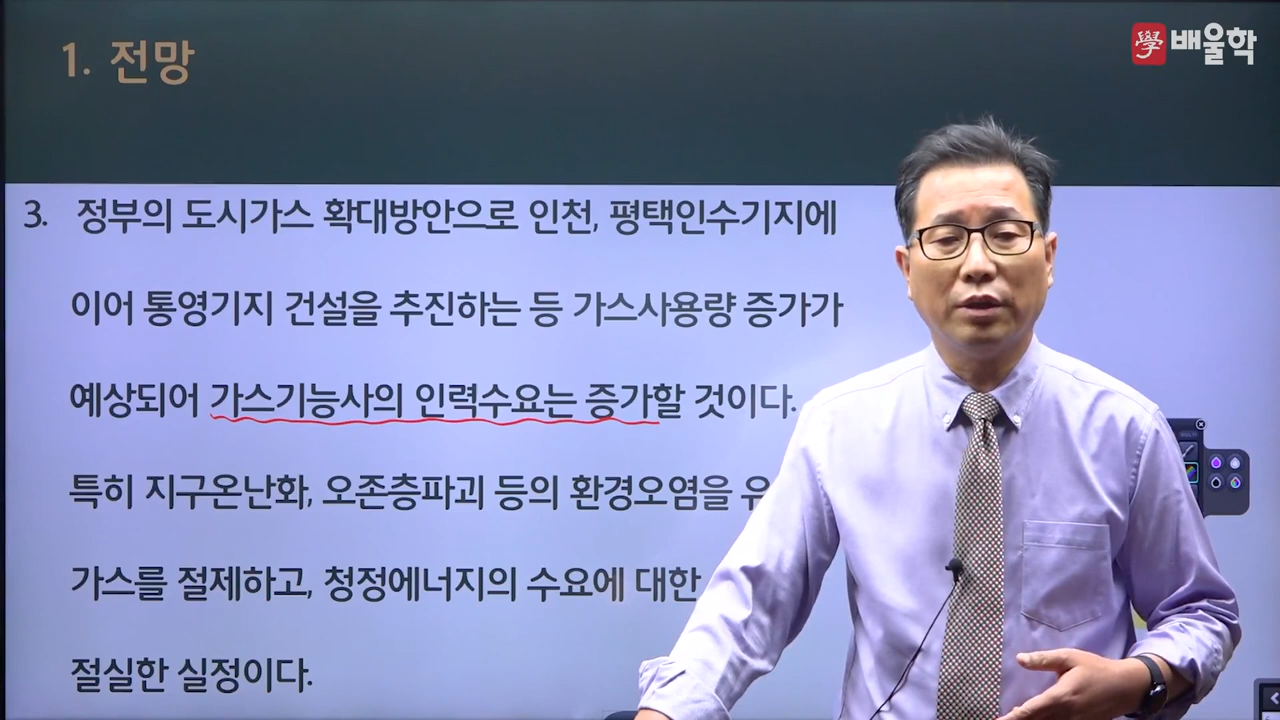 1. 전망
學 배울학
3. 정부의 도시가스 확대방안으로 인천, 평택인수기지에
이어 통영기지 건설을 추진하는 등 가스사용량 증가가
예상되어 가스기능사의 인력수요는 증가할 것이다.
특히 지구온난화, 오존층파괴 등의 환경오염을
가스를 절제하고, 청정에너지의 수요에 대한
절실한 실정이다.